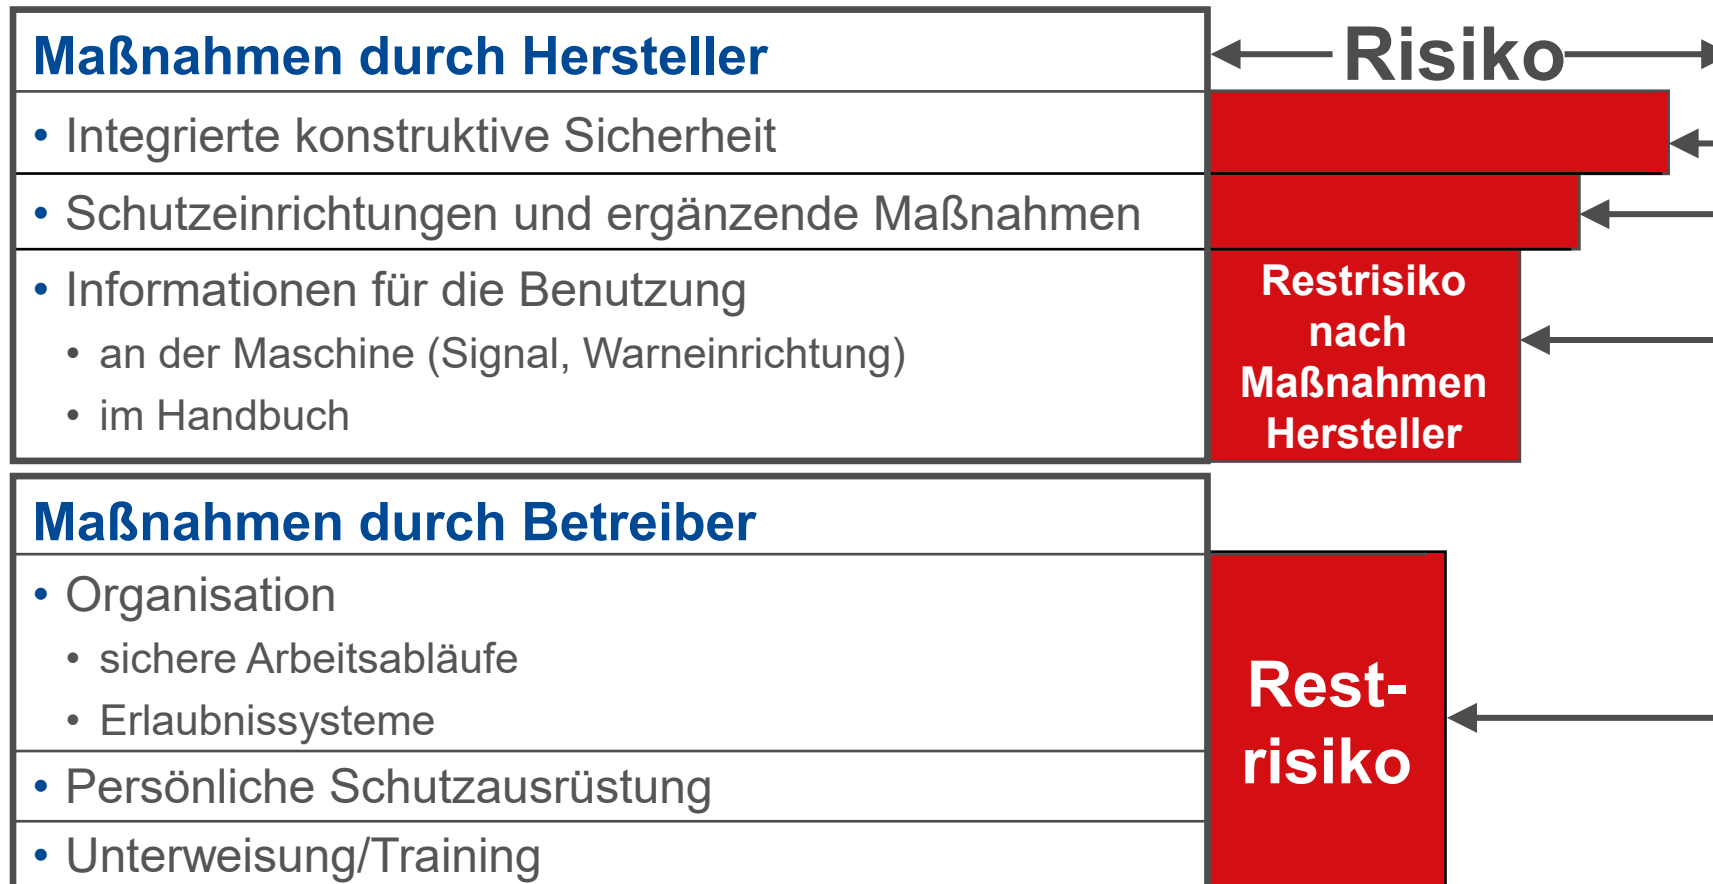 Maßnahmen durch Hersteller
Risiko
• Integrierte konstruktive Sicherheit
• Schutzeinrichtungen und ergänzende Maßnahmen
• Informationen für die Benutzung
• an der Maschine (Signal, Warneinrichtung)
• im Handbuch
Restrisiko
nach
Maßnahmen
Hersteller
Maßnahmen durch Betreiber
• Organisation
• sichere Arbeitsabläufe
• Erlaubnissysteme
• Persönliche Schutzausrüstung
• Unterweisung/Training
Rest-
risiko